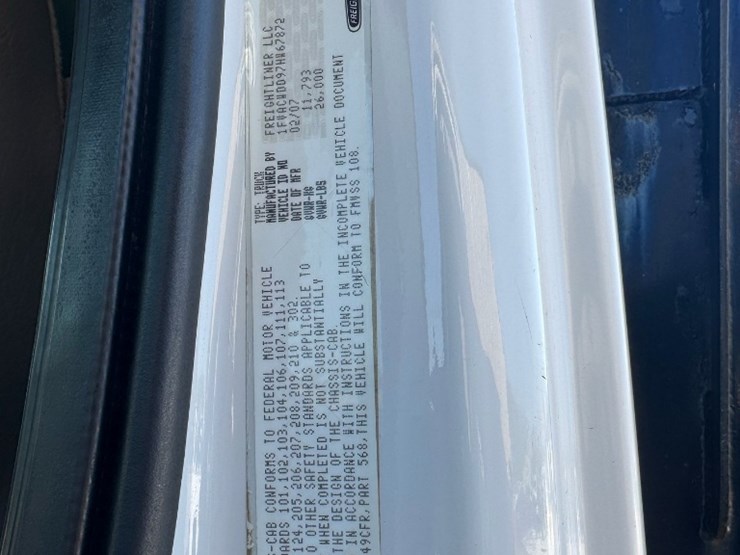 TYPE: TRUCK
MANUFACTURED BY FREIGHTLINER LLC
VEHICLE ID NO 1FVACWDD97HW67872
DATE OF MFR 02/07
GVWR-KG 11,793
GVWR-LBS 26,000
-CAB CONFORMS TO FEDERAL MOTOR VEHICLE
ARDS 101,102,103,104,106,107,111,113
124,205,206,207,208,209,210 & 302.
O OTHER SAFETY STANDARDS APPLICABLE TO
WHEN COMPLETED IS NOT SUBSTANTIALLY
THE DESIGN OF THE CHASSIS-CAB.
IN ACCORDANCE WITH INSTRUCTIONS IN THE INCOMPLETE VEHICLE DOCUMENT
49CFR,PART 568,THIS VEHICLE WILL CONFORM TO FMVSS 108.
FREIG